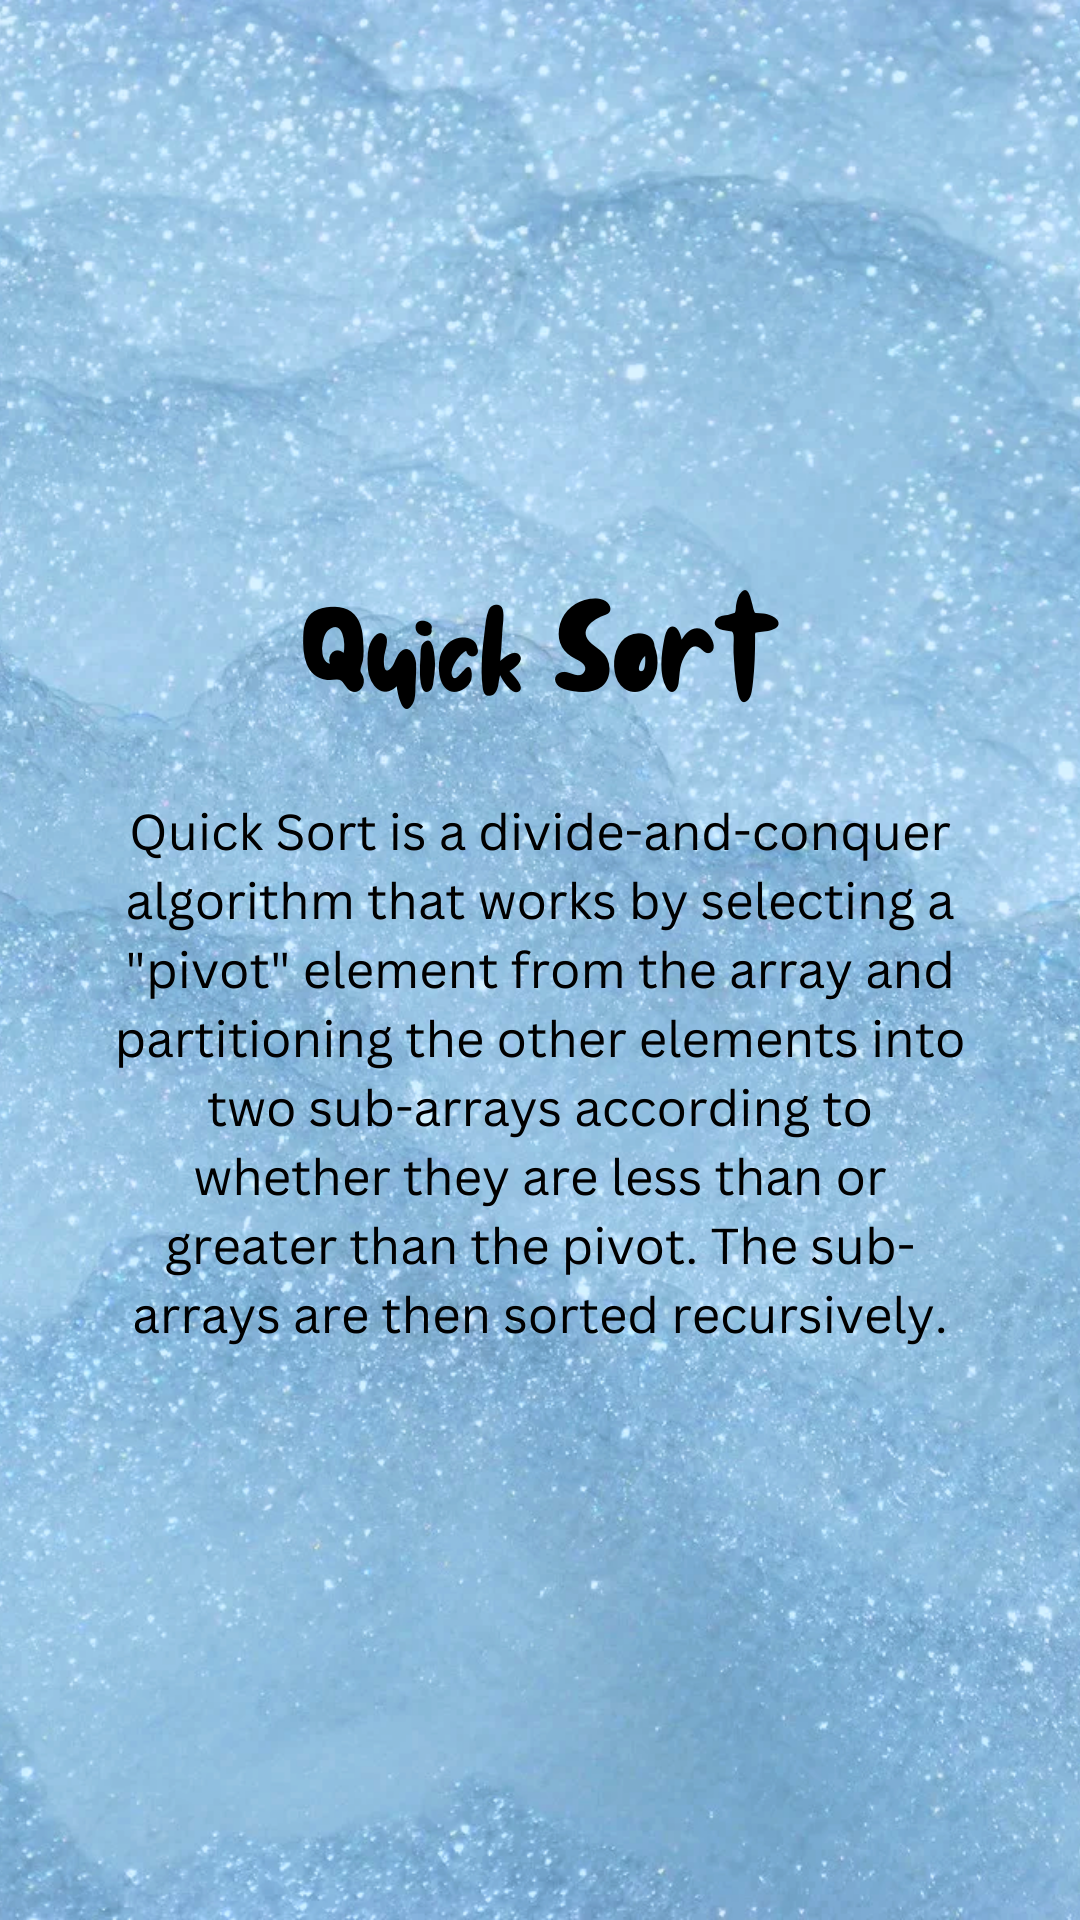 Quick Sort
Quick Sort is a divide-and-conquer
algorithm that works by selecting a
"pivot" element from the array and
partitioning the other elements into
two sub-arrays according to
whether they are less than or
greater than the pivot. The sub-
arrays are then sorted recursively.